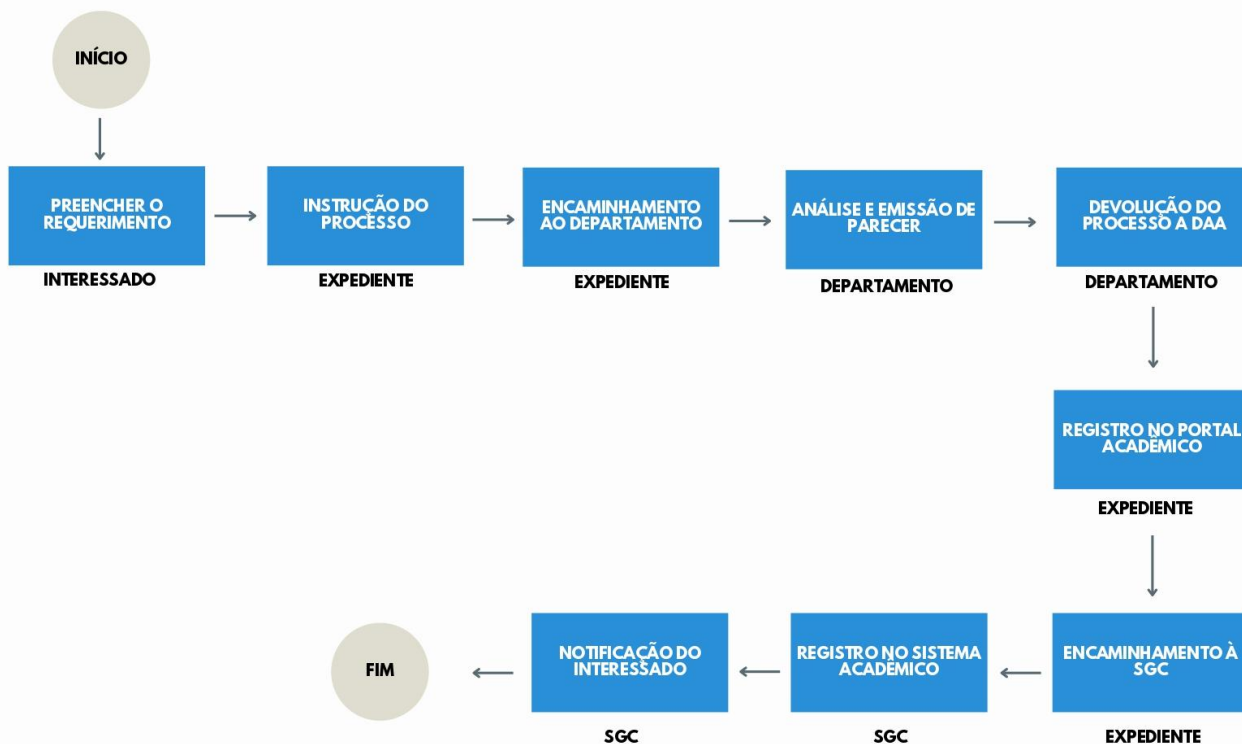 INÍCIO
PREENCHER O
REQUERIMENTO
INTERESSADO
INSTRUÇÃO DO
PROCESSO
EXPEDIENTE
ENCAMINHAMENTO
AO DEPARTAMENTO
EXPEDIENTE
ANÁLISE E EMISSÃO DE
PARECER
DEPARTAMENTO
DEVOLUÇÃO DO
PROCESSO A DAA
DEPARTAMENTO
REGISTRO NO PORTAL
ACADÊMICO
EXPEDIENTE
ENCAMINHAMENTO À
SGC
EXPEDIENTE
REGISTRO NO SISTEMA
ACADÊMICO
SGC
NOTIFICAÇÃO DO
INTERESSADO
SGC
FIM